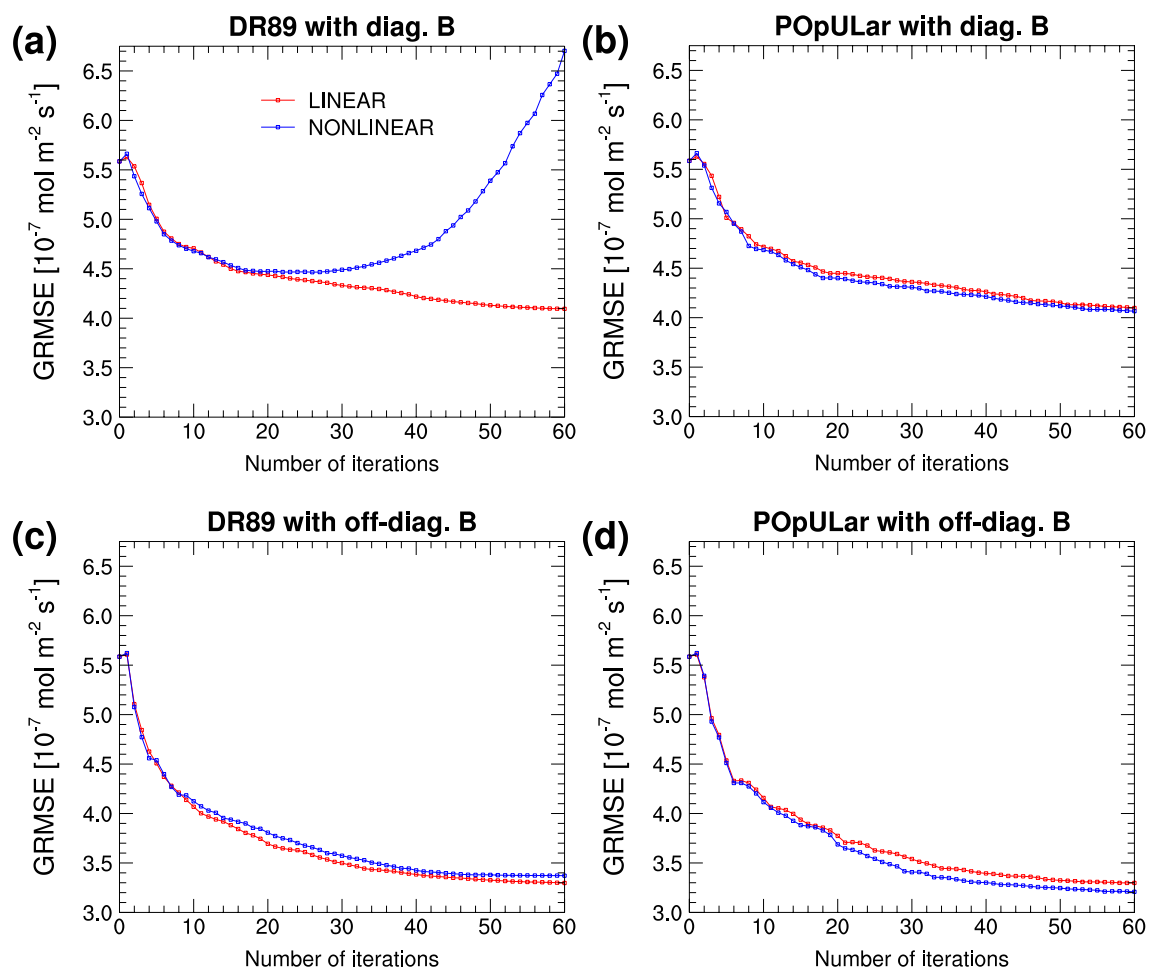 (a) DR89 with diag. B
GRMSE [10⁻⁷ mol m⁻² s⁻¹]
6.5
6.0
5.5
5.0
4.5
4.0
3.5
3.0
LINEAR
NONLINEAR
0 10 20 30 40 50 60
Number of iterations
(b) POpULar with diag. B
GRMSE [10⁻⁷ mol m⁻² s⁻¹]
6.5
6.0
5.5
5.0
4.5
4.0
3.5
3.0
0 10 20 30 40 50 60
Number of iterations
(c) DR89 with off-diag. B
GRMSE [10⁻⁷ mol m⁻² s⁻¹]
6.5
6.0
5.5
5.0
4.5
4.0
3.5
3.0
0 10 20 30 40 50 60
Number of iterations
(d) POpULar with off-diag. B
GRMSE [10⁻⁷ mol m⁻² s⁻¹]
6.5
6.0
5.5
5.0
4.5
4.0
3.5
3.0
0 10 20 30 40 50 60
Number of iterations